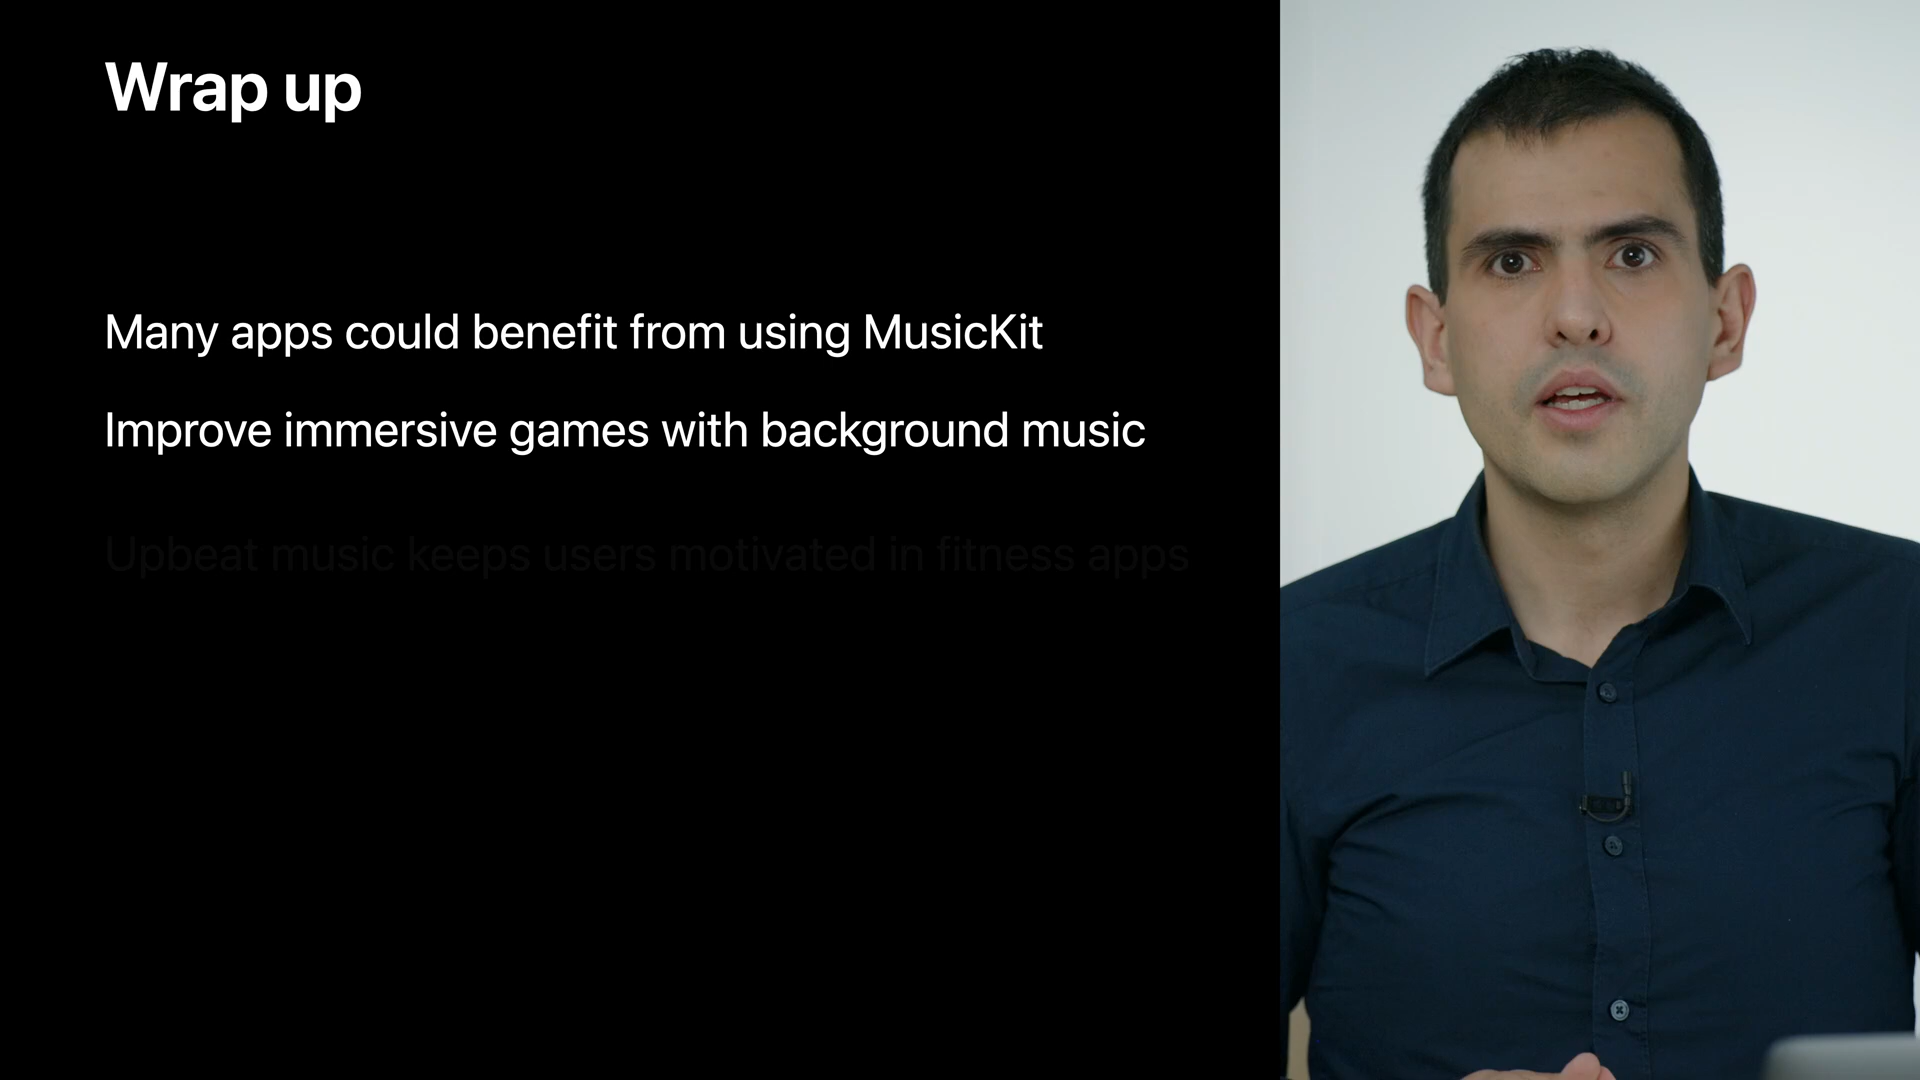 Wrap up
Many apps could benefit from using MusicKit
Improve immersive games with background music
Upbeat music keeps users motivated in fitness apps